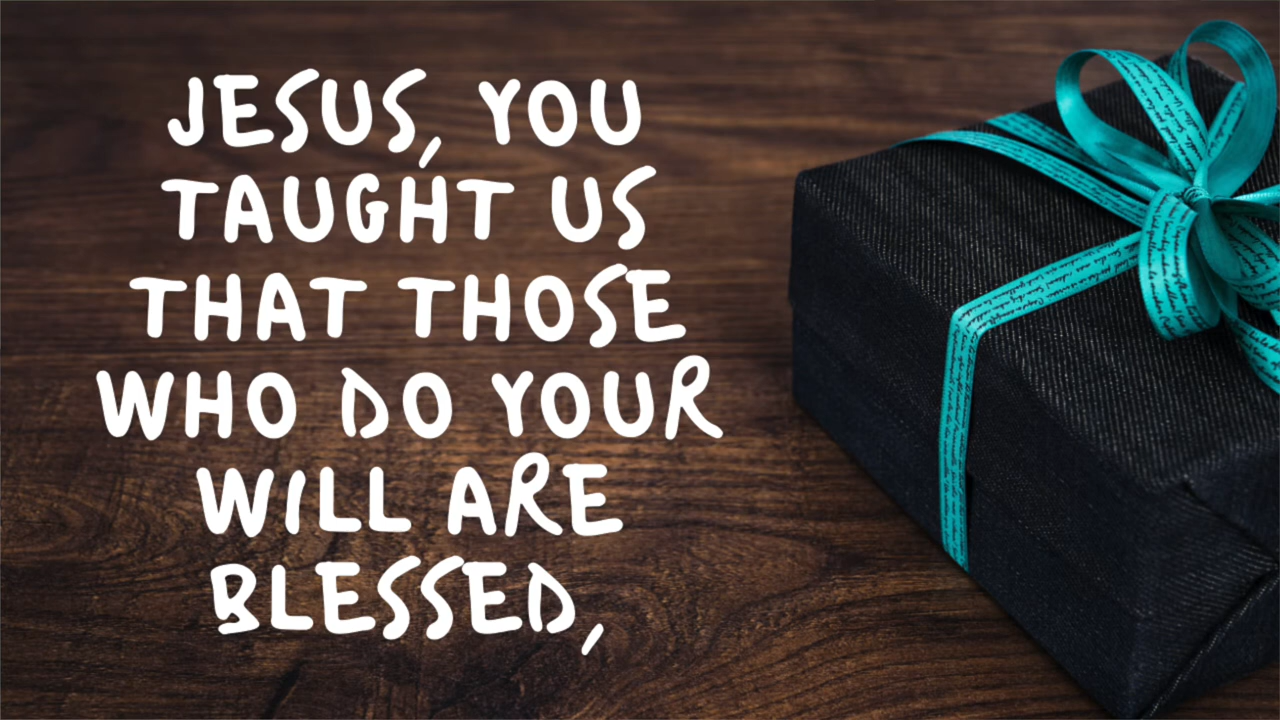 JESUS, YOU
TAUGHT US
THAT THOSE
WHO DO YOUR
WILL ARE
BLESSED,